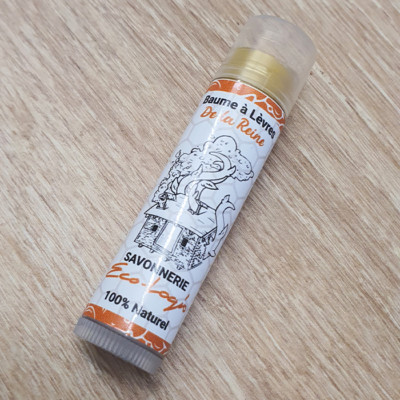 Baume à Lèvres
De la Reine
SAVONNERIE
100% Naturel